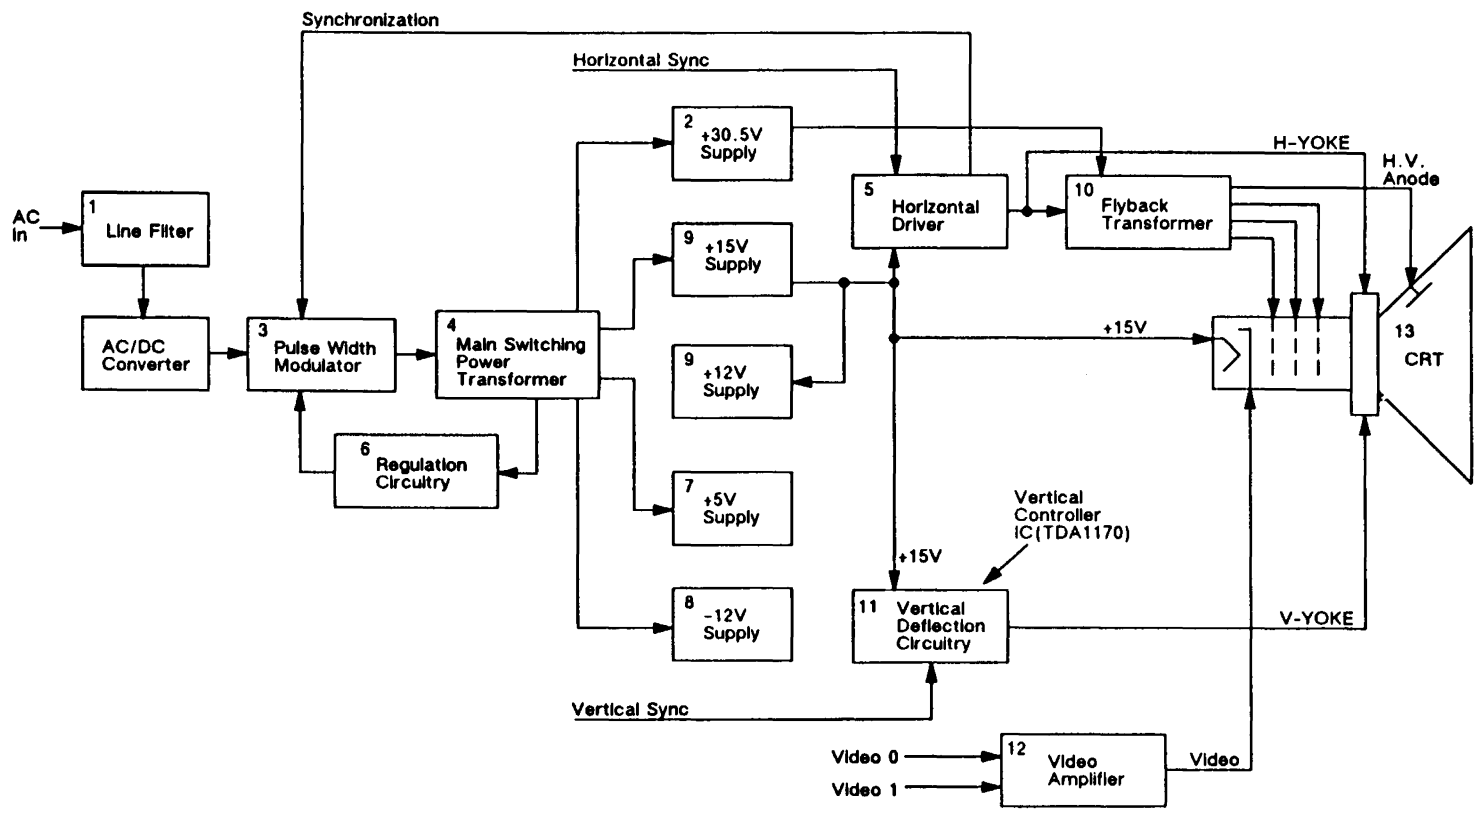 Synchronization
Horizontal Sync
2
+30.5V
Supply
H-YOKE
H.V.
Anode
1
Line Filter
AC
In
5
Horizontal
Driver
10
Flyback
Transformer
9
+15V
Supply
AC/DC
Converter
3
Pulse Width
Modulator
4
Main Switching
Power
Transformer
+15V
13
CRT
9
+12V
Supply
6
Regulation
Circuitry
7
+5V
Supply
Vertical
Controller
IC(TDA1170)
+15V
8
-12V
Supply
11
Vertical
Deflection
Circuitry
V-YOKE
Vertical Sync
Video 0
Video 1
12
Video
Amplifier
Video